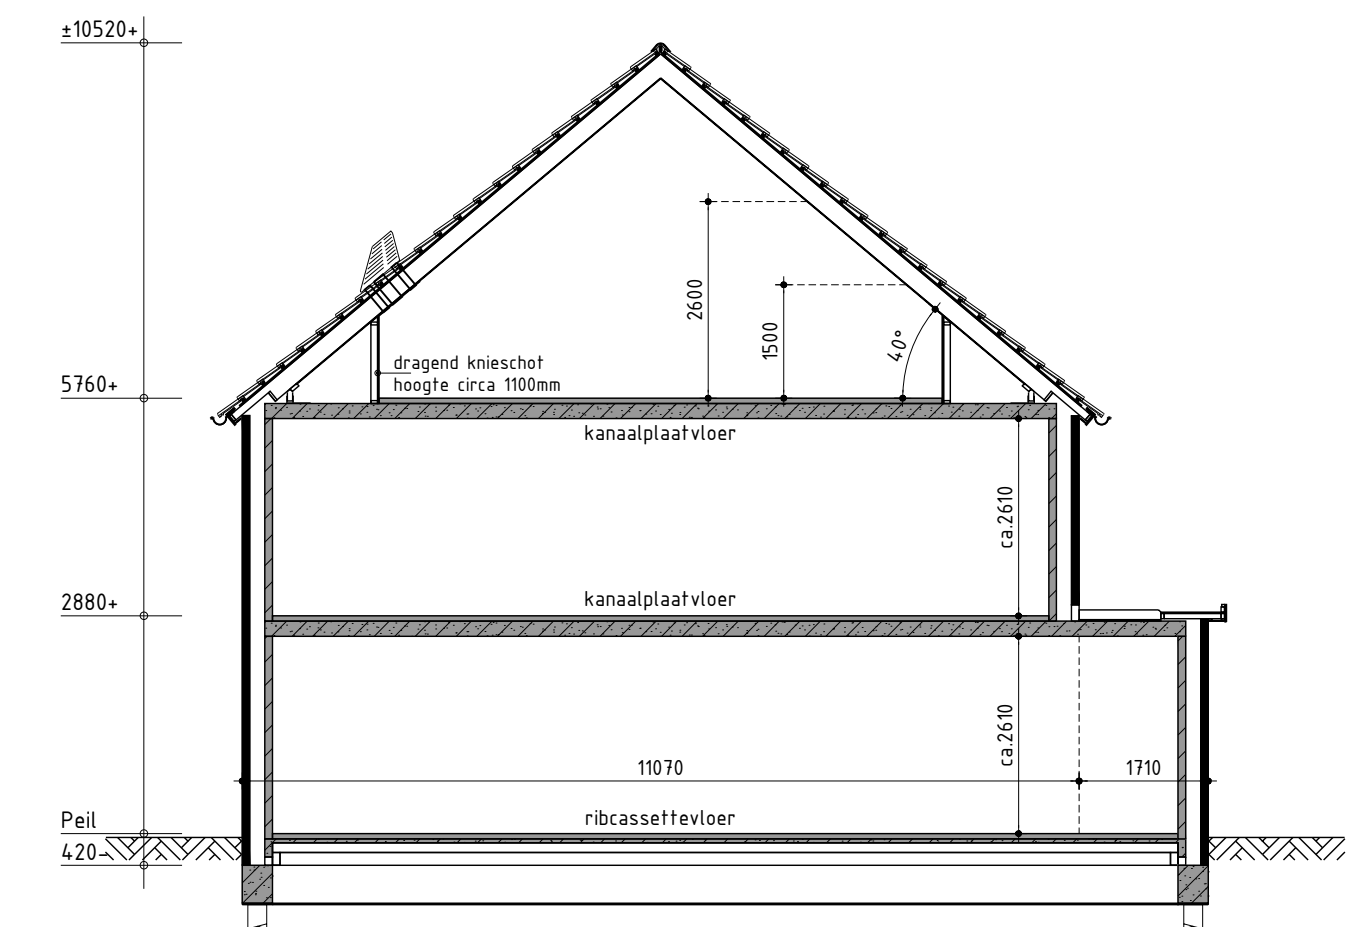 ±10520+
2600
1500
40°
dragend knieschot
hoogte circa 1100mm
5760+
kanaalplaatvloer
ca.2610
kanaalplaatvloer
2880+
ca.2610
11070
1710
ribcassettevloer
Peil
420-